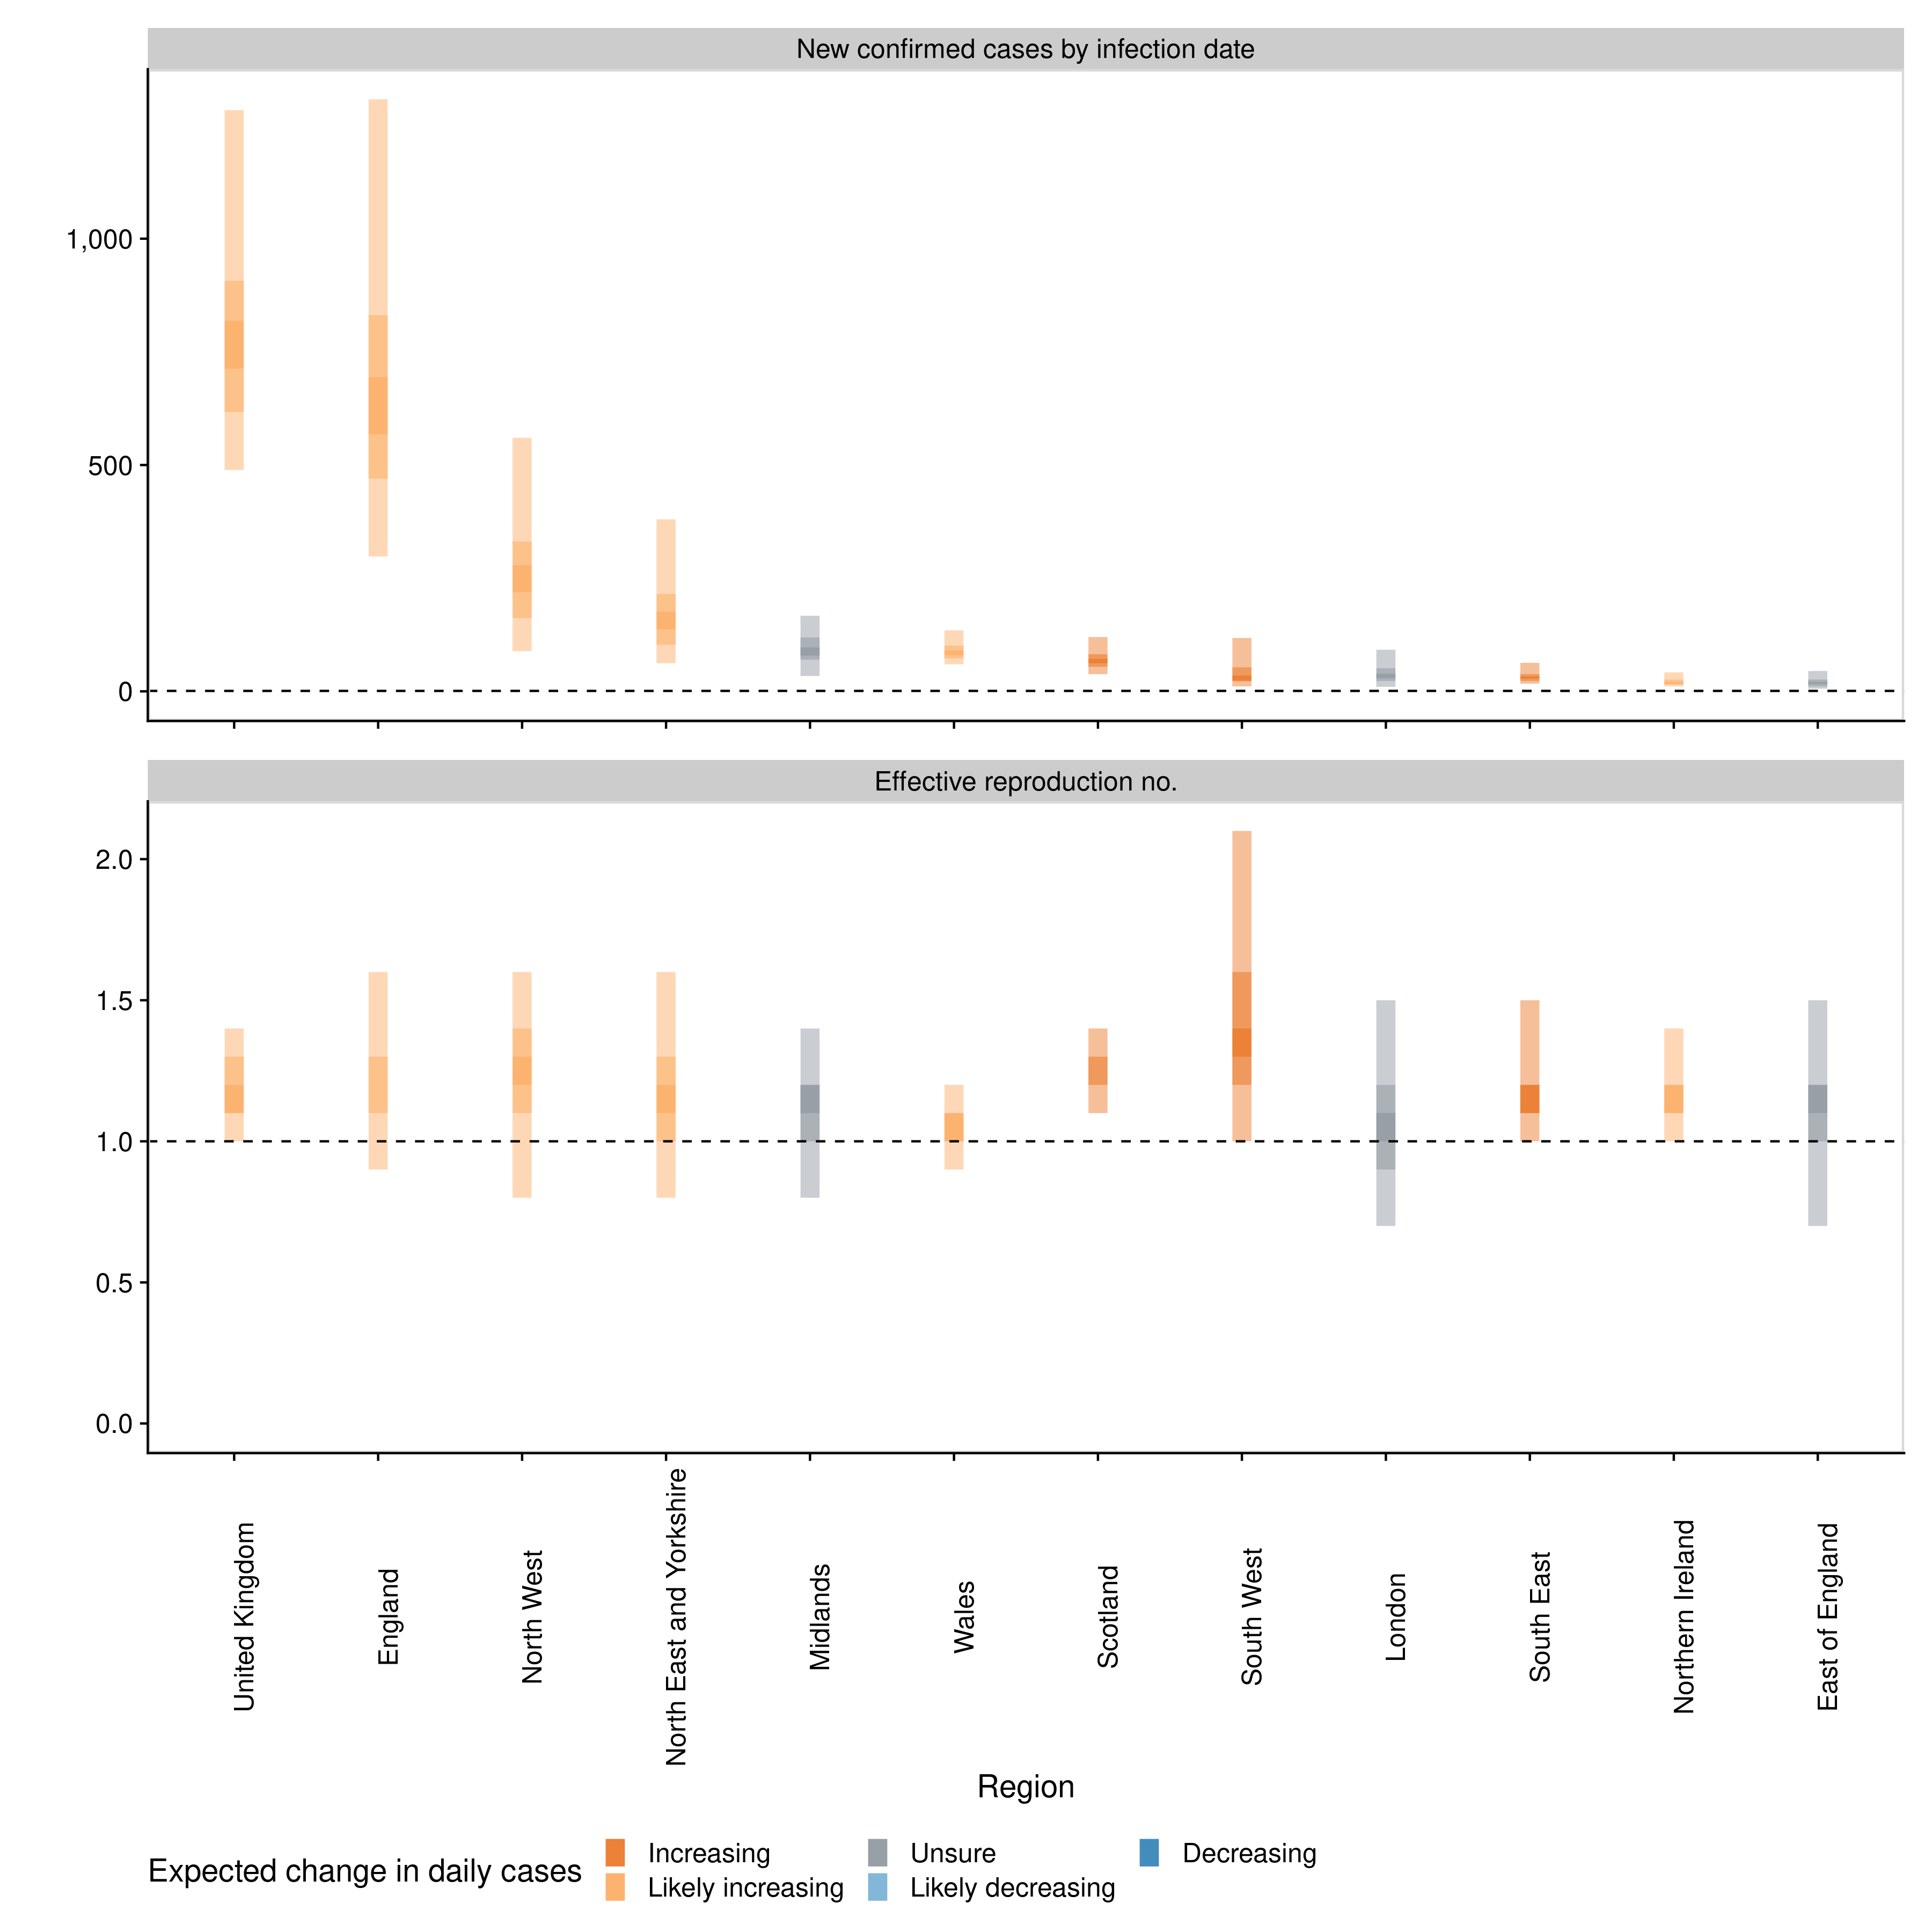 New confirmed cases by infection date
1,000
500
0
Effective reproduction no.
2.0
1.5
1.0
0.5
0.0
United Kingdom
England
North West
North East and Yorkshire
Midlands
Wales
Scotland
South West
London
South East
Northern Ireland
East of England
Region
Expected change in daily cases
Increasing
Likely increasing
Unsure
Likely decreasing
Decreasing